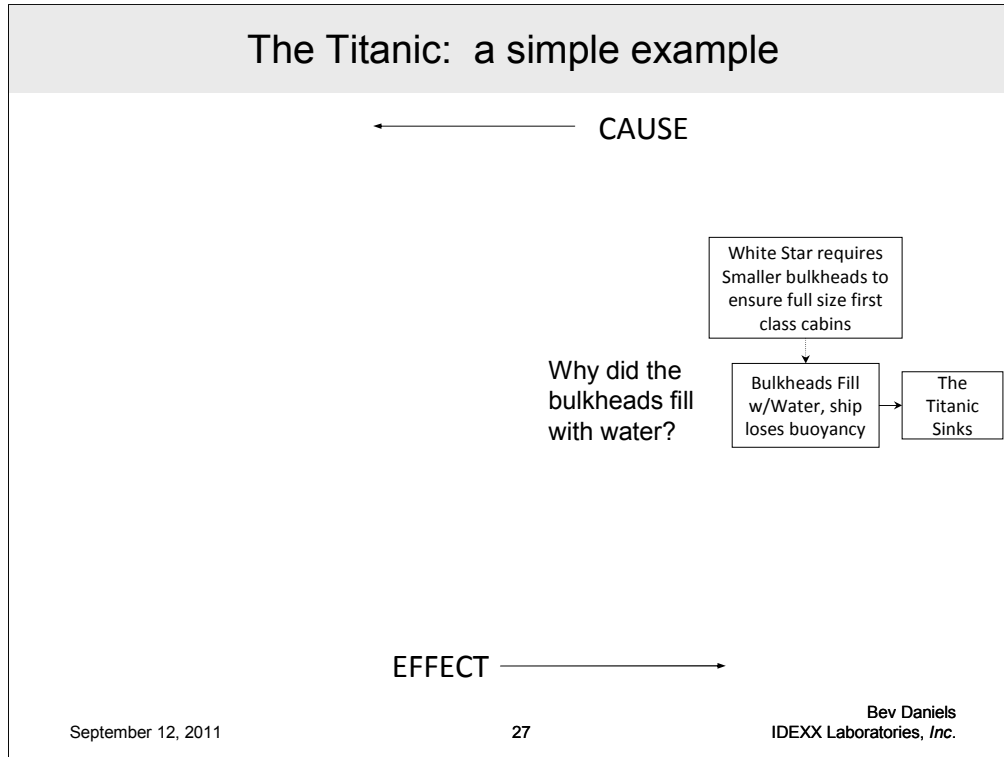 The Titanic:  a simple example
CAUSE
White Star requires
Smaller bulkheads to
ensure full size first
class cabins
Why did the
bulkheads fill
with water?
Bulkheads Fill
w/Water, ship
loses buoyancy
The
Titanic
Sinks
EFFECT
September 12, 2011
27
Bev Daniels
IDEXX Laboratories, Inc.